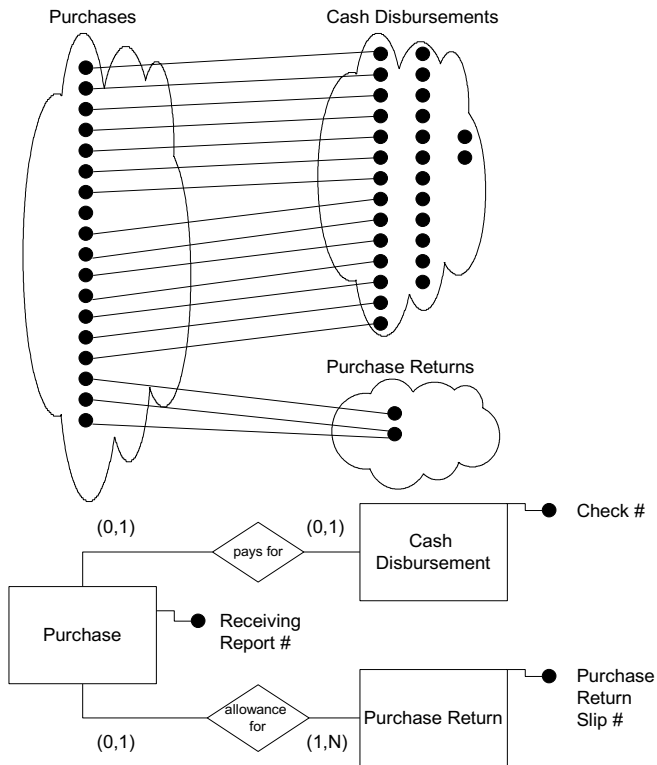 Purchases
Cash Disbursements
Purchase Returns
(0,1)
(0,1)
pays for
Cash
Disbursement
Check #
Purchase
Receiving
Report #
(0,1)
allowance
for
(1,N)
Purchase Return
Purchase
Return
Slip #